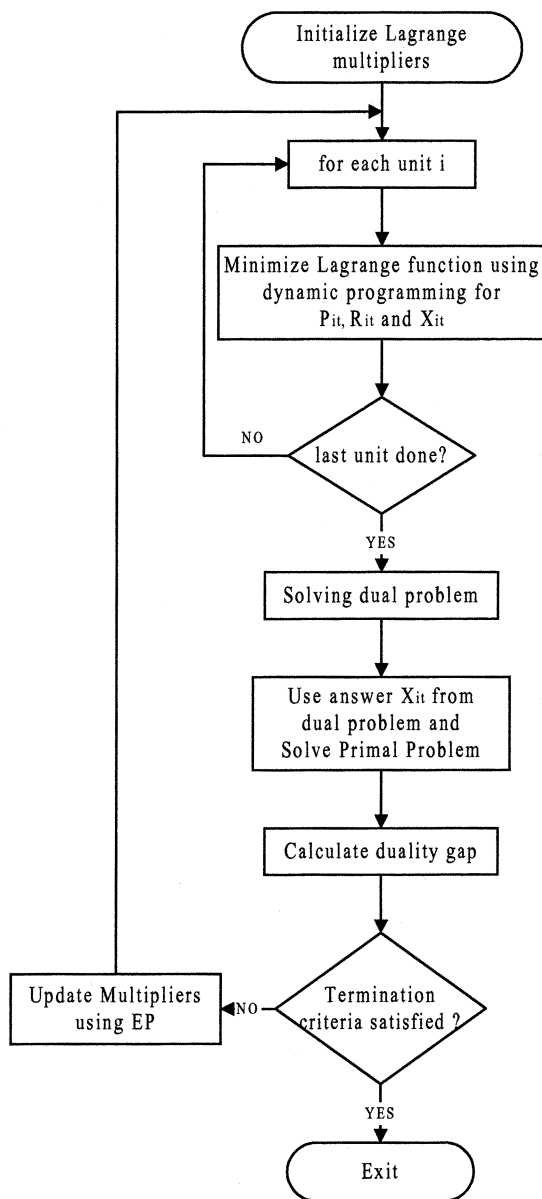 Initialize Lagrange
multipliers
for each unit i
Minimize Lagrange function using
dynamic programming for
Pit, Rit and Xit
NO
last unit done?
YES
Solving dual problem
Use answer Xit from
dual problem and
Solve Primal Problem
Calculate duality gap
Update Multipliers
using EP
NO
Termination
criteria satisfied ?
YES
Exit